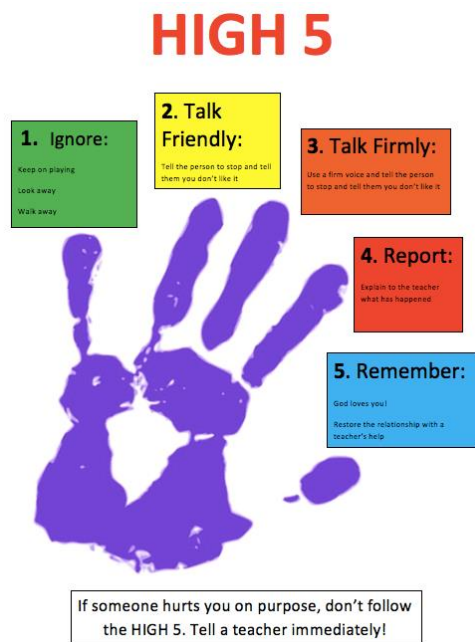 HIGH 5
1. Ignore:
Keep on playing
Look away
Walk away
2. Talk
Friendly:
Tell the person to stop and tell
them you don't like it
3. Talk Firmly:
Use a firm voice and tell the person
to stop and tell them you don't like it
4. Report:
Explain to the teacher
what has happened
5. Remember:
God loves you!
Restore the relationship with a
teacher's help
If someone hurts you on purpose, don't follow
the HIGH 5. Tell a teacher immediately!